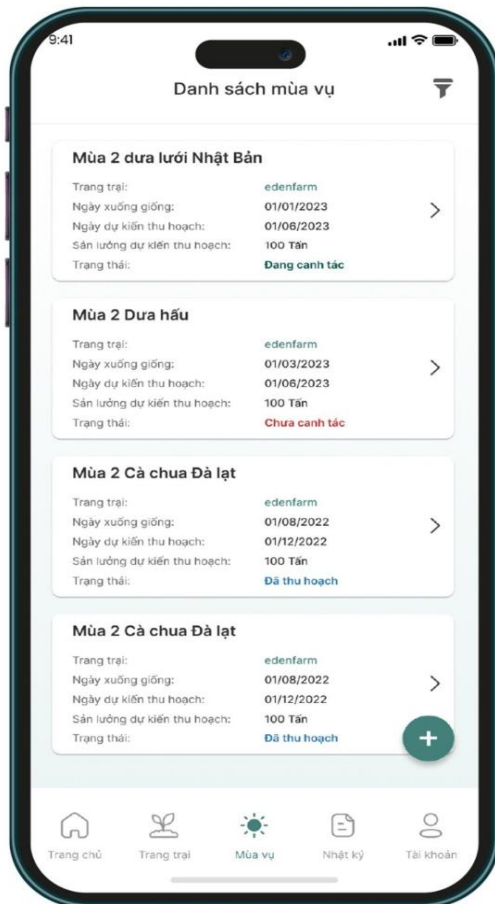 9:41
Danh sách mùa vụ
Mùa 2 dưa lưới Nhật Bản
Trang trại: edenfarm
Ngày xuống giống: 01/01/2023
Ngày dự kiến thu hoạch: 01/06/2023
Sản lưởng dự kiến thu hoạch: 100 Tấn
Trạng thái: Đang canh tác
Mùa 2 Dưa hấu
Trang trại: edenfarm
Ngày xuống giống: 01/03/2023
Ngày dự kiến thu hoạch: 01/06/2023
Sản lưởng dự kiến thu hoạch: 100 Tấn
Trạng thái: Chưa canh tác
Mùa 2 Cà chua Đà lạt
Trang trại: edenfarm
Ngày xuống giống: 01/08/2022
Ngày dự kiến thu hoạch: 01/12/2022
Sản lưởng dự kiến thu hoạch: 100 Tấn
Trạng thái: Đã thu hoạch
Mùa 2 Cà chua Đà lạt
Trang trại: edenfarm
Ngày xuống giống: 01/08/2022
Ngày dự kiến thu hoạch: 01/12/2022
Sản lưởng dự kiến thu hoạch: 100 Tấn
Trạng thái: Đã thu hoạch
Trang chủ Trang trại Mùa vụ Nhật ký Tài khoản